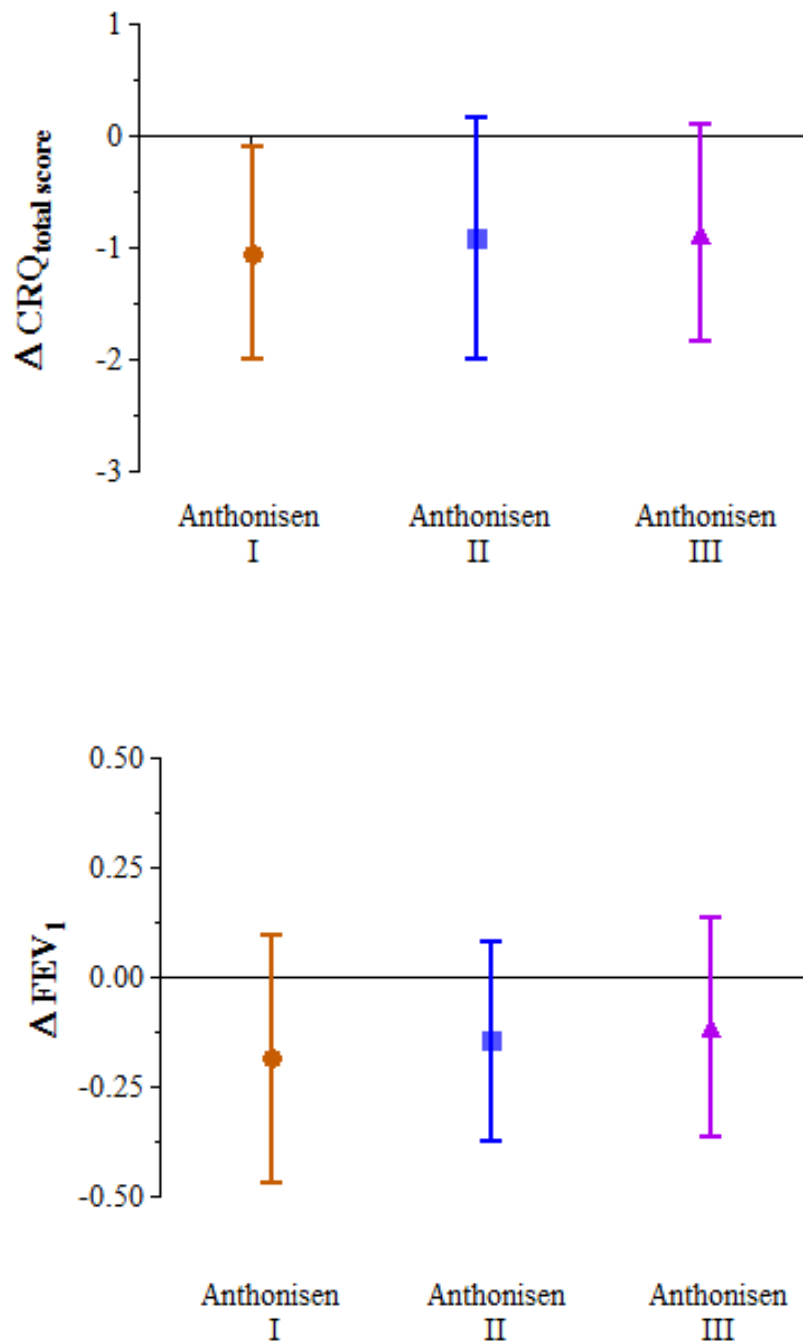 1
0
-1
-2
-3
Δ CRQtotal score
Anthonisen Anthonisen Anthonisen
I II III
0.50
0.25
0.00
-0.25
-0.50
Δ FEV1
Anthonisen Anthonisen Anthonisen
I II III